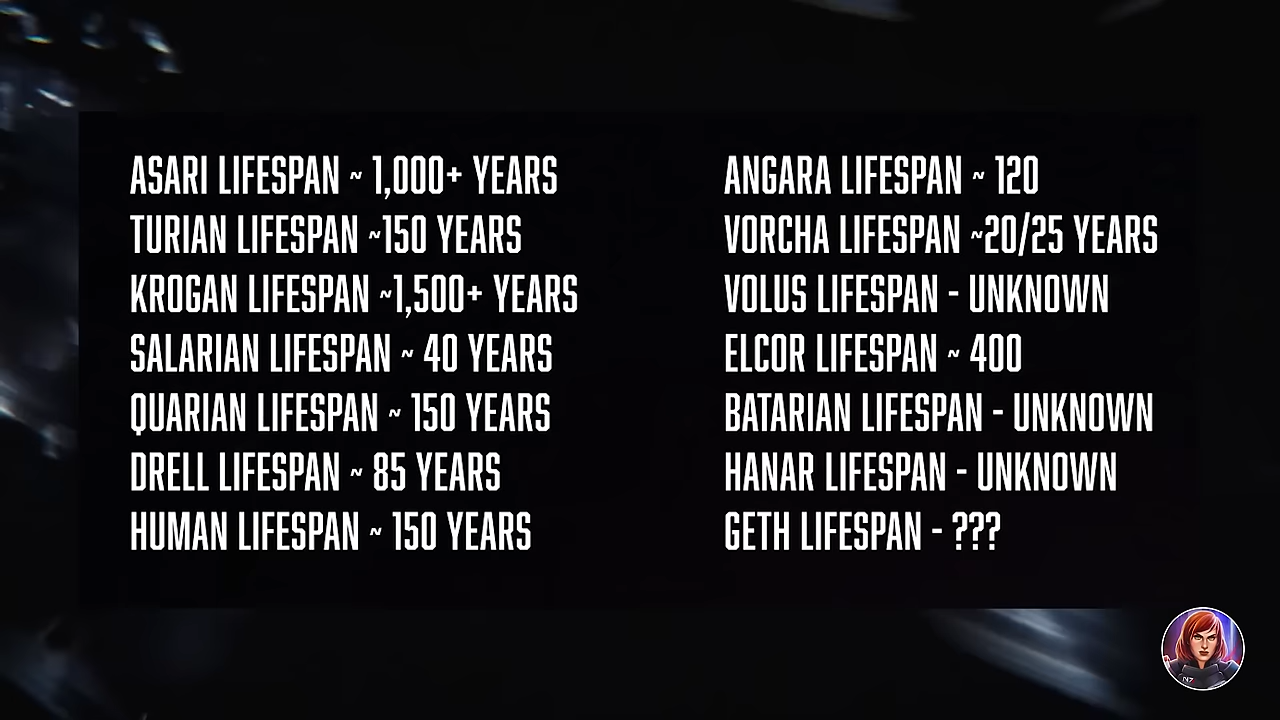 ASARI LIFESPAN ~ 1,000+ YEARS
TURIAN LIFESPAN ~150 YEARS
KROGAN LIFESPAN ~1,500+ YEARS
SALARIAN LIFESPAN ~ 40 YEARS
QUARIAN LIFESPAN ~ 150 YEARS
DRELL LIFESPAN ~ 85 YEARS
HUMAN LIFESPAN ~ 150 YEARS
ANGARA LIFESPAN ~ 120
VORCHA LIFESPAN ~20/25 YEARS
VOLUS LIFESPAN - UNKNOWN
ELCOR LIFESPAN ~ 400
BATARIAN LIFESPAN - UNKNOWN
HANAR LIFESPAN - UNKNOWN
GETH LIFESPAN - ???
N7